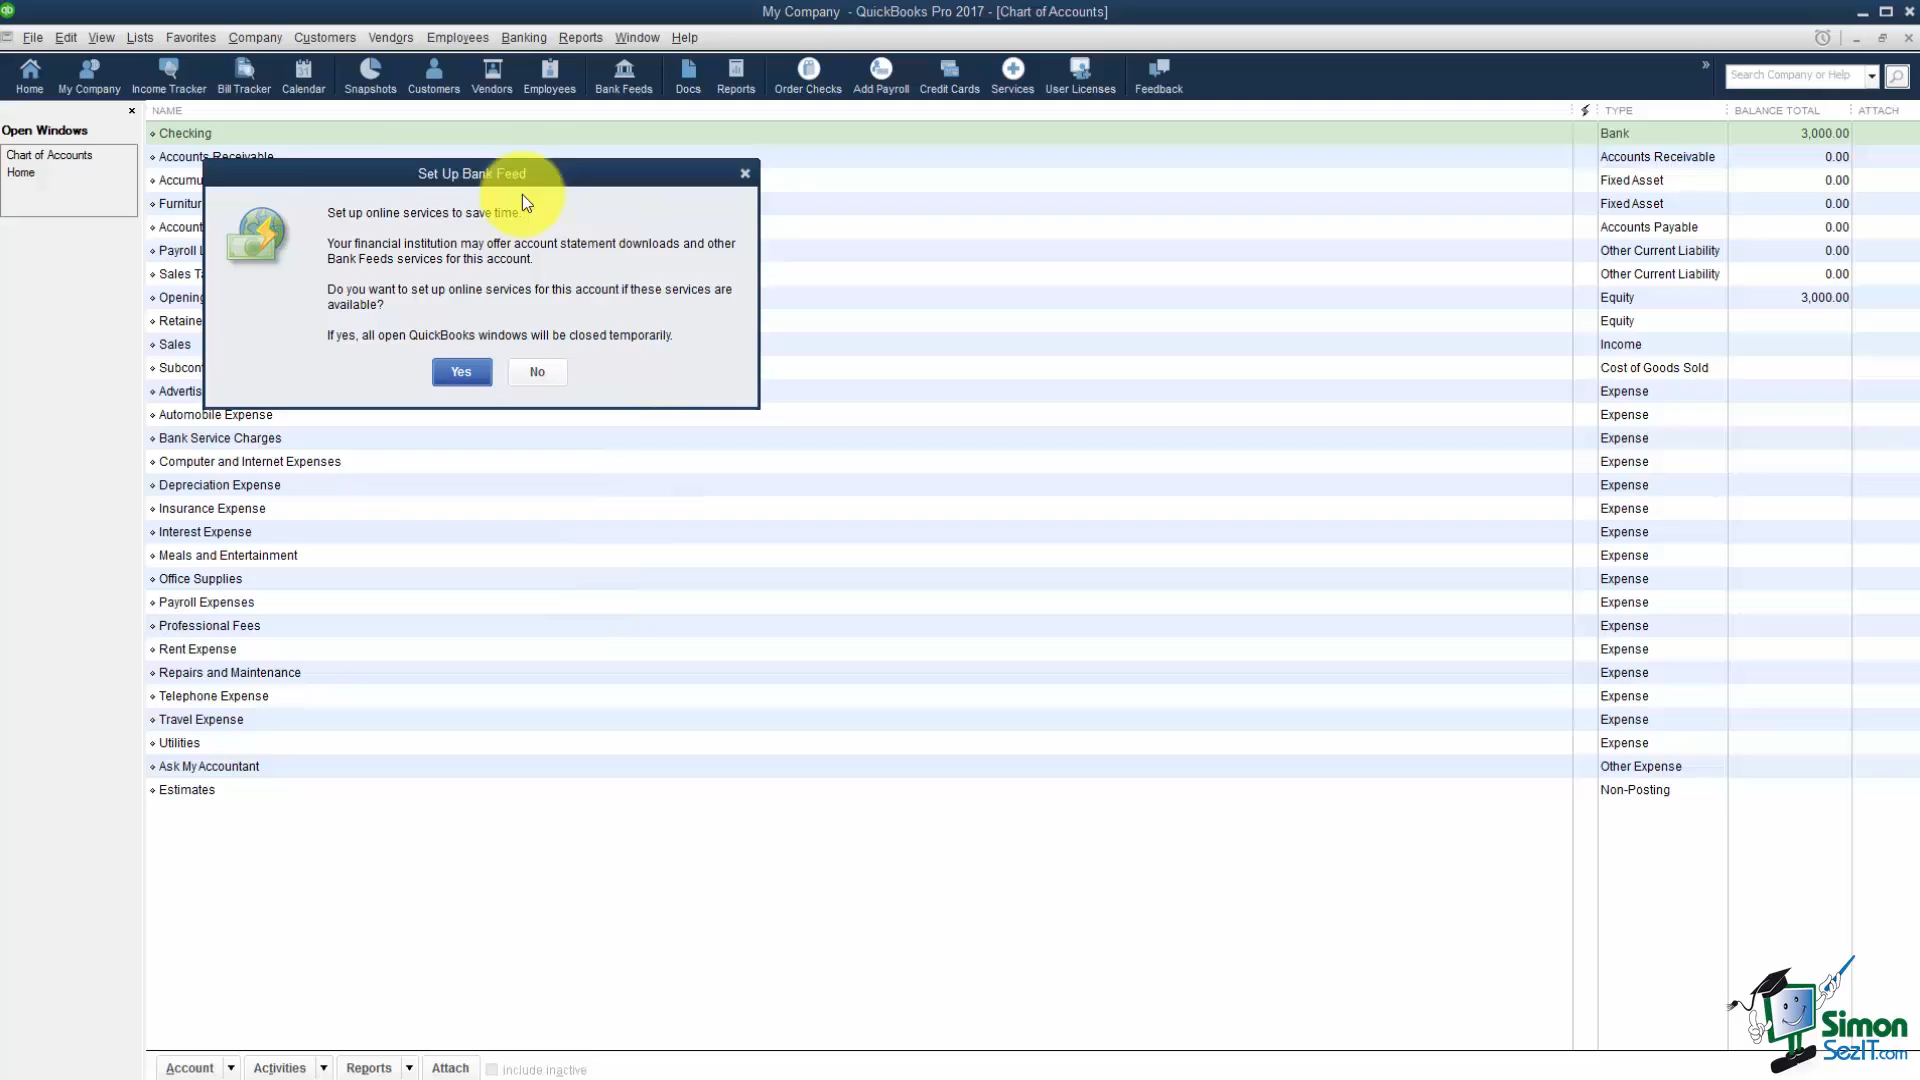 My Company - QuickBooks Pro 2017 - [Chart of Accounts]
File Edit View Lists Favorites Company Customers Vendors Employees Banking Reports Window Help
Home My Company Income Tracker Bill Tracker Calendar Snapshots Customers Vendors Employees Bank Feeds Docs Reports Order Checks Add Payroll Credit Cards Services User Licenses Feedback
Search Company or Help
Open Windows
Chart of Accounts
Home
NAME TYPE BALANCE TOTAL ATTACH
Checking Bank 3,000.00
Accounts Receivable Accounts Receivable 0.00
Accumu Fixed Asset 0.00
Furnitur Fixed Asset 0.00
Account Accounts Payable 0.00
Payroll L Other Current Liability 0.00
Sales Ta Other Current Liability 0.00
Opening Equity 3,000.00
Retaine Equity
Sales Income
Subcon Cost of Goods Sold
Advertis Expense
Automobile Expense Expense
Bank Service Charges Expense
Computer and Internet Expenses Expense
Depreciation Expense Expense
Insurance Expense Expense
Interest Expense Expense
Meals and Entertainment Expense
Office Supplies Expense
Payroll Expenses Expense
Professional Fees Expense
Rent Expense Expense
Repairs and Maintenance Expense
Telephone Expense Expense
Travel Expense Expense
Utilities Expense
Ask My Accountant Other Expense
Estimates Non-Posting
Set Up Bank Feed
Set up online services to save time.
Your financial institution may offer account statement downloads and other
Bank Feeds services for this account.
Do you want to set up online services for this account if these services are
available?
If yes, all open QuickBooks windows will be closed temporarily.
Yes No
Account Activities Reports Attach Include inactive
Simon
SezIT.com